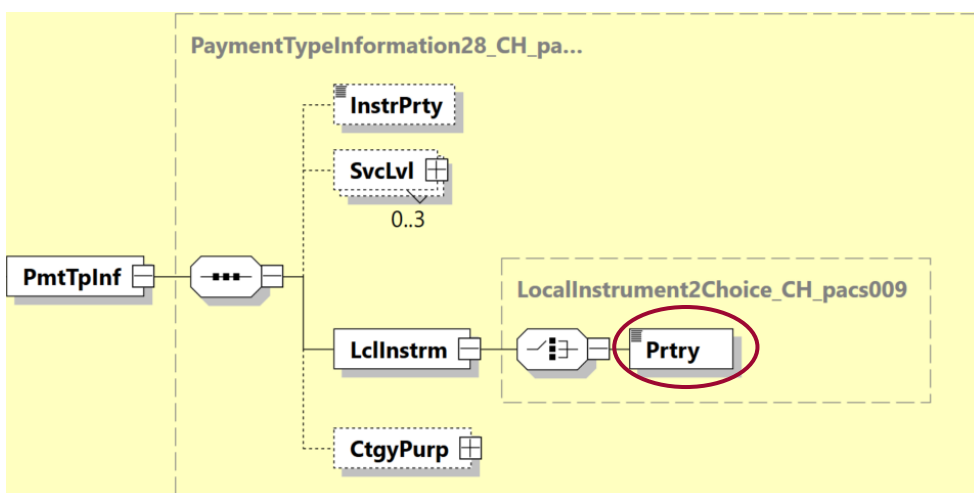 PaymentTypeInformation28_CH_pa...
InstrPrty
SvcLvl
0..3
PmtTpInf
LocalInstrument2Choice_CH_pacs009
LclInstrm
Prtry
CtgyPurp